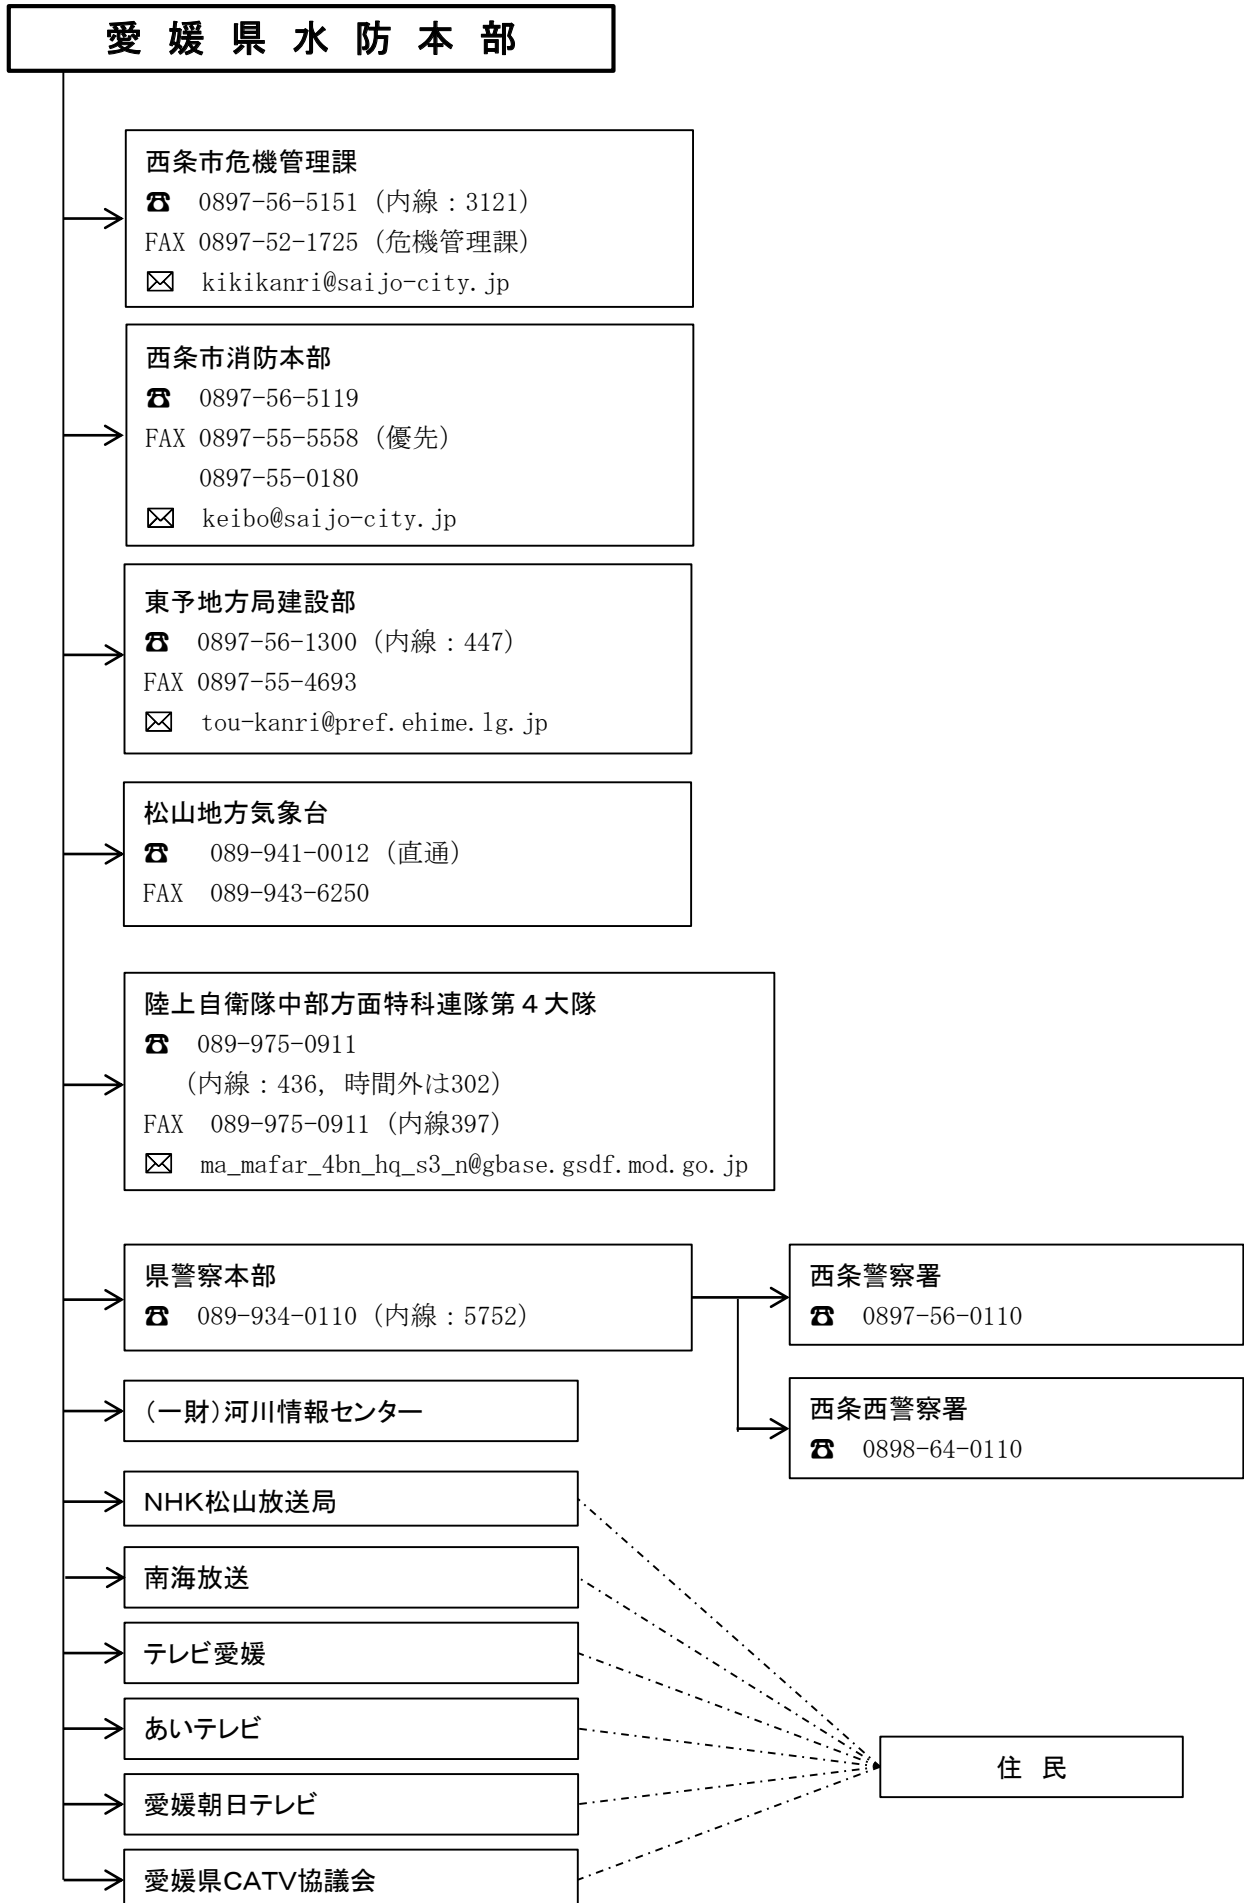 愛媛県水防本部
西条市危機管理課
☎ 0897-56-5151（内線：3121）
FAX 0897-52-1725（危機管理課）
✉ kikikanri@saijo-city.jp
西条市消防本部
☎ 0897-56-5119
FAX 0897-55-5558（優先）
0897-55-0180
✉ keibo@saijo-city.jp
東予地方局建設部
☎ 0897-56-1300（内線：447）
FAX 0897-55-4693
✉ tou-kanri@pref.ehime.lg.jp
松山地方気象台
☎ 089-941-0012（直通）
FAX 089-943-6250
陸上自衛隊中部方面特科連隊第４大隊
☎ 089-975-0911
（内線：436, 時間外は302）
FAX 089-975-0911（内線397）
✉ ma_mafar_4bn_hq_s3_n@gbase.gsdf.mod.go.jp
県警察本部
☎ 089-934-0110（内線：5752）
西条警察署
☎ 0897-56-0110
西条西警察署
☎ 0898-64-0110
（一財）河川情報センター
NHK松山放送局
南海放送
テレビ愛媛
あいテレビ
愛媛朝日テレビ
愛媛県CATV協議会
住 民